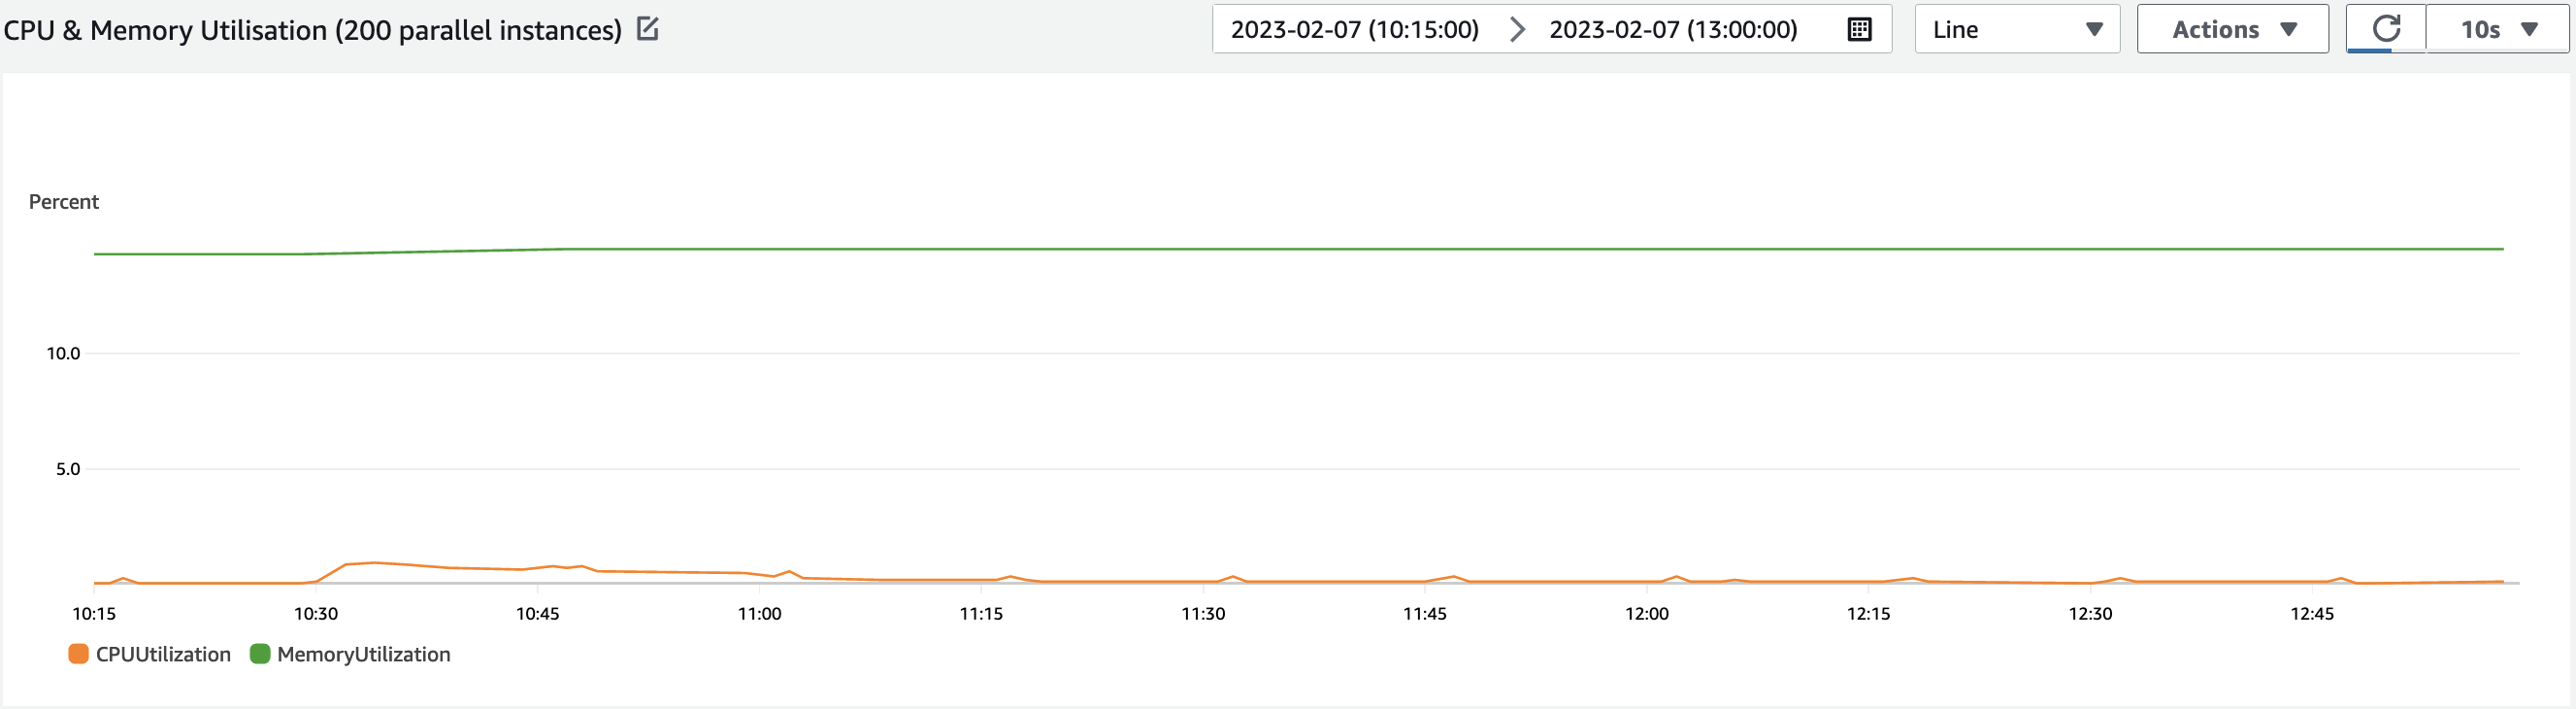 CPU & Memory Utilisation (200 parallel instances)
2023-02-07 (10:15:00) 2023-02-07 (13:00:00) Line Actions 10s
Percent
10.0
5.0
10:15 10:30 10:45 11:00 11:15 11:30 11:45 12:00 12:15 12:30 12:45
CPUUtilization MemoryUtilization